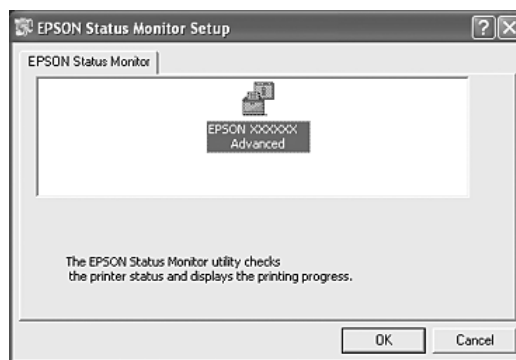 EPSON Status Monitor Setup
EPSON Status Monitor
EPSON XXXXXX
Advanced
The EPSON Status Monitor utility checks
the printer status and displays the printing progress.
OK Cancel